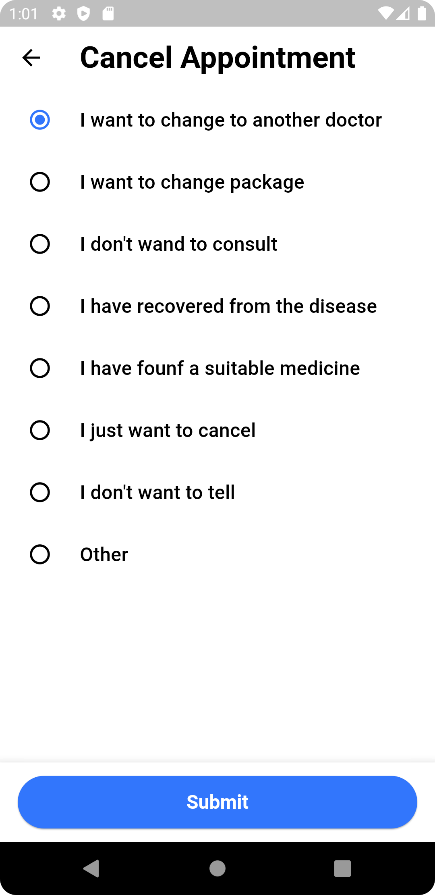 1:01
Cancel Appointment
I want to change to another doctor
I want to change package
I don't wand to consult
I have recovered from the disease
I have founf a suitable medicine
I just want to cancel
I don't want to tell
Other
Submit